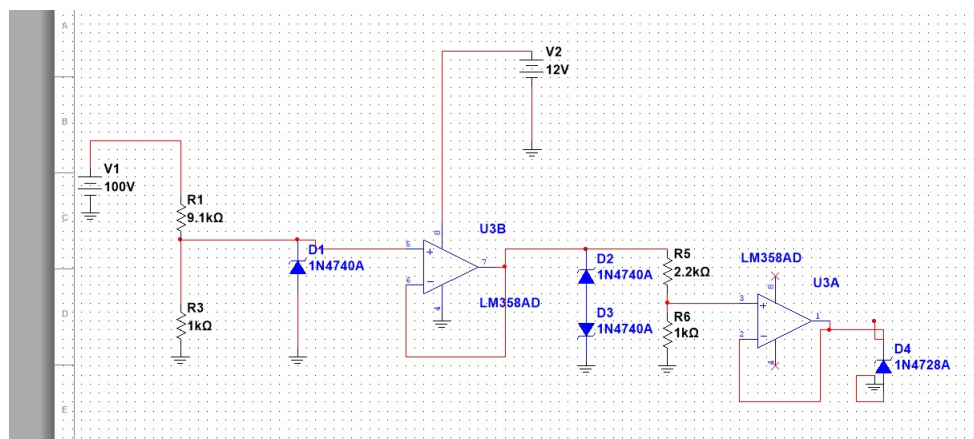 A
V2
12V
B
V1
100V
C
R1
9.1kΩ
U3B
8
D1
1N4740A
5
6
7
4
LM358AD
D2
1N4740A
R5
2.2kΩ
LM358AD
8
U3A
D
R3
1kΩ
D3
1N4740A
R6
1kΩ
3
2
1
4
D4
1N4728A
E